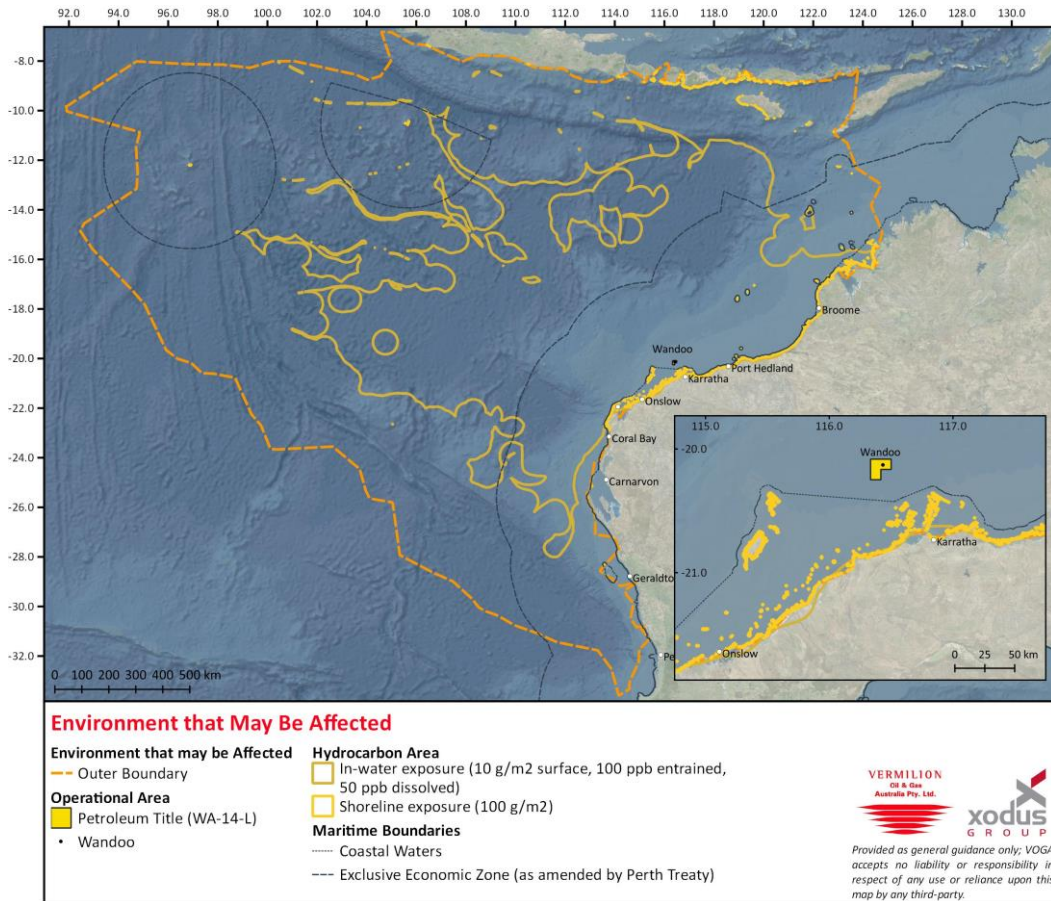 92.0 94.0 96.0 98.0 100.0 102.0 104.0 106.0 108.0 110.0 112.0 114.0 116.0 118.0 120.0 122.0 124.0 126.0 128.0 130.0
-8.0
-10.0
-12.0
-14.0
-16.0
-18.0
-20.0
-22.0
-24.0
-26.0
-28.0
-30.0
-32.0
Broome
Wandoo
Port Hedland
Karratha
Onslow
Coral Bay
Carnarvon
Geraldto
Pe
0 100 200 300 400 500 km
115.0 116.0 117.0
-20.0
Wandoo
-21.0
Karratha
Onslow
0 25 50 km
Environment that May Be Affected
Environment that may be Affected
Outer Boundary
Operational Area
Petroleum Title (WA-14-L)
Wandoo
Hydrocarbon Area
In-water exposure (10 g/m2 surface, 100 ppb entrained,
50 ppb dissolved)
Shoreline exposure (100 g/m2)
Maritime Boundaries
Coastal Waters
Exclusive Economic Zone (as amended by Perth Treaty)
VERMILION
Oil & Gas
Australia Pty. Ltd.
xodus
GROUP
Provided as general guidance only; VOGA
accepts no liability or responsibility in
respect of any use or reliance upon this
map by any third-party.